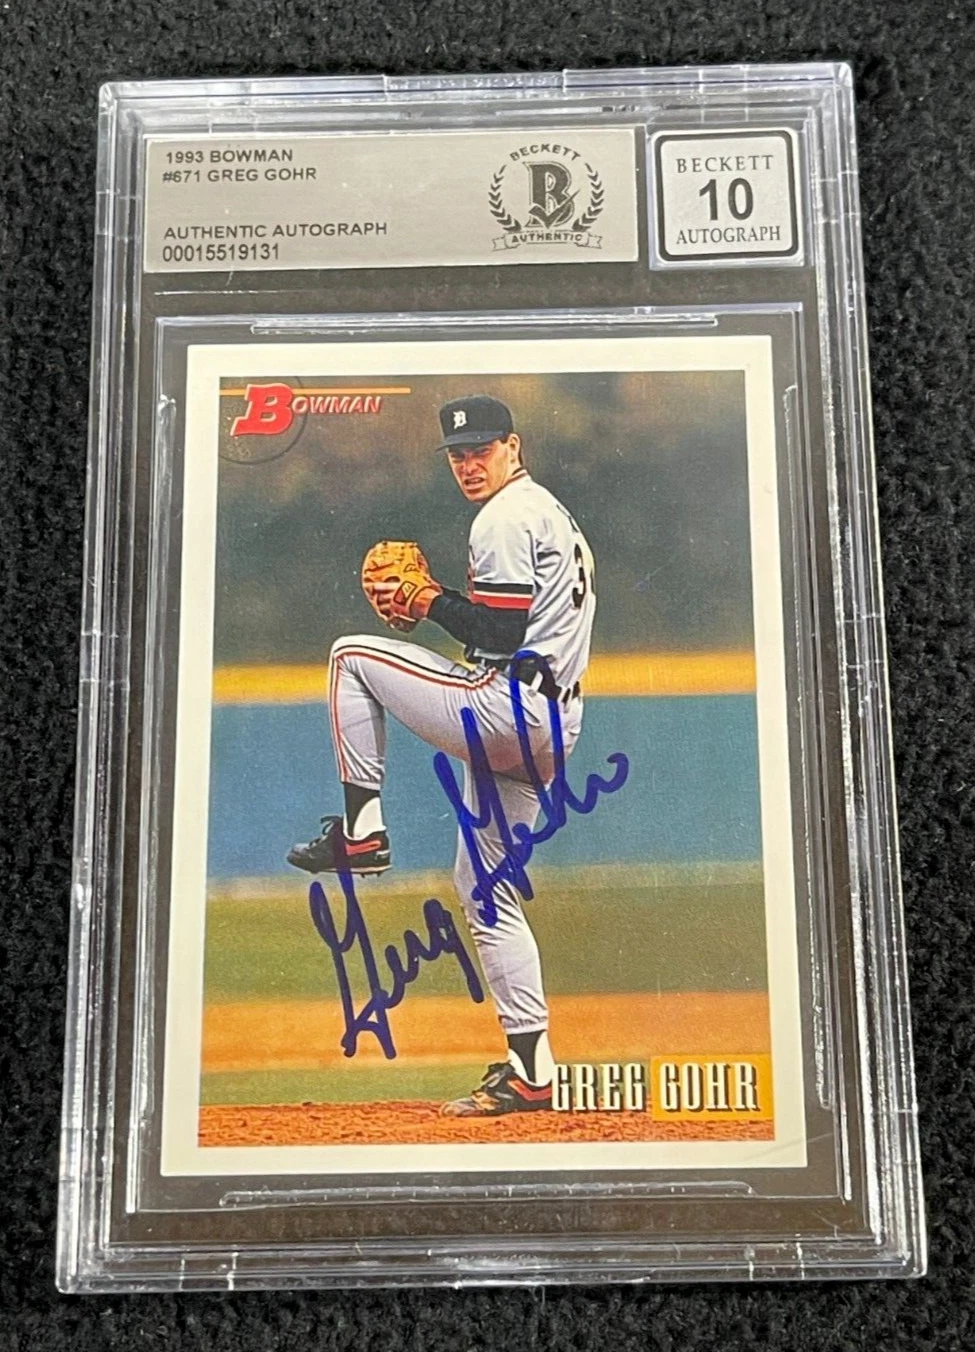 1993 BOWMAN
#671 GREG GOHR
AUTHENTIC AUTOGRAPH
00015519131
BECKETT
B
AUTHENTIC
BECKETT
10
AUTOGRAPH
BOWMAN
D
Greg Gohr
GREG GOHR